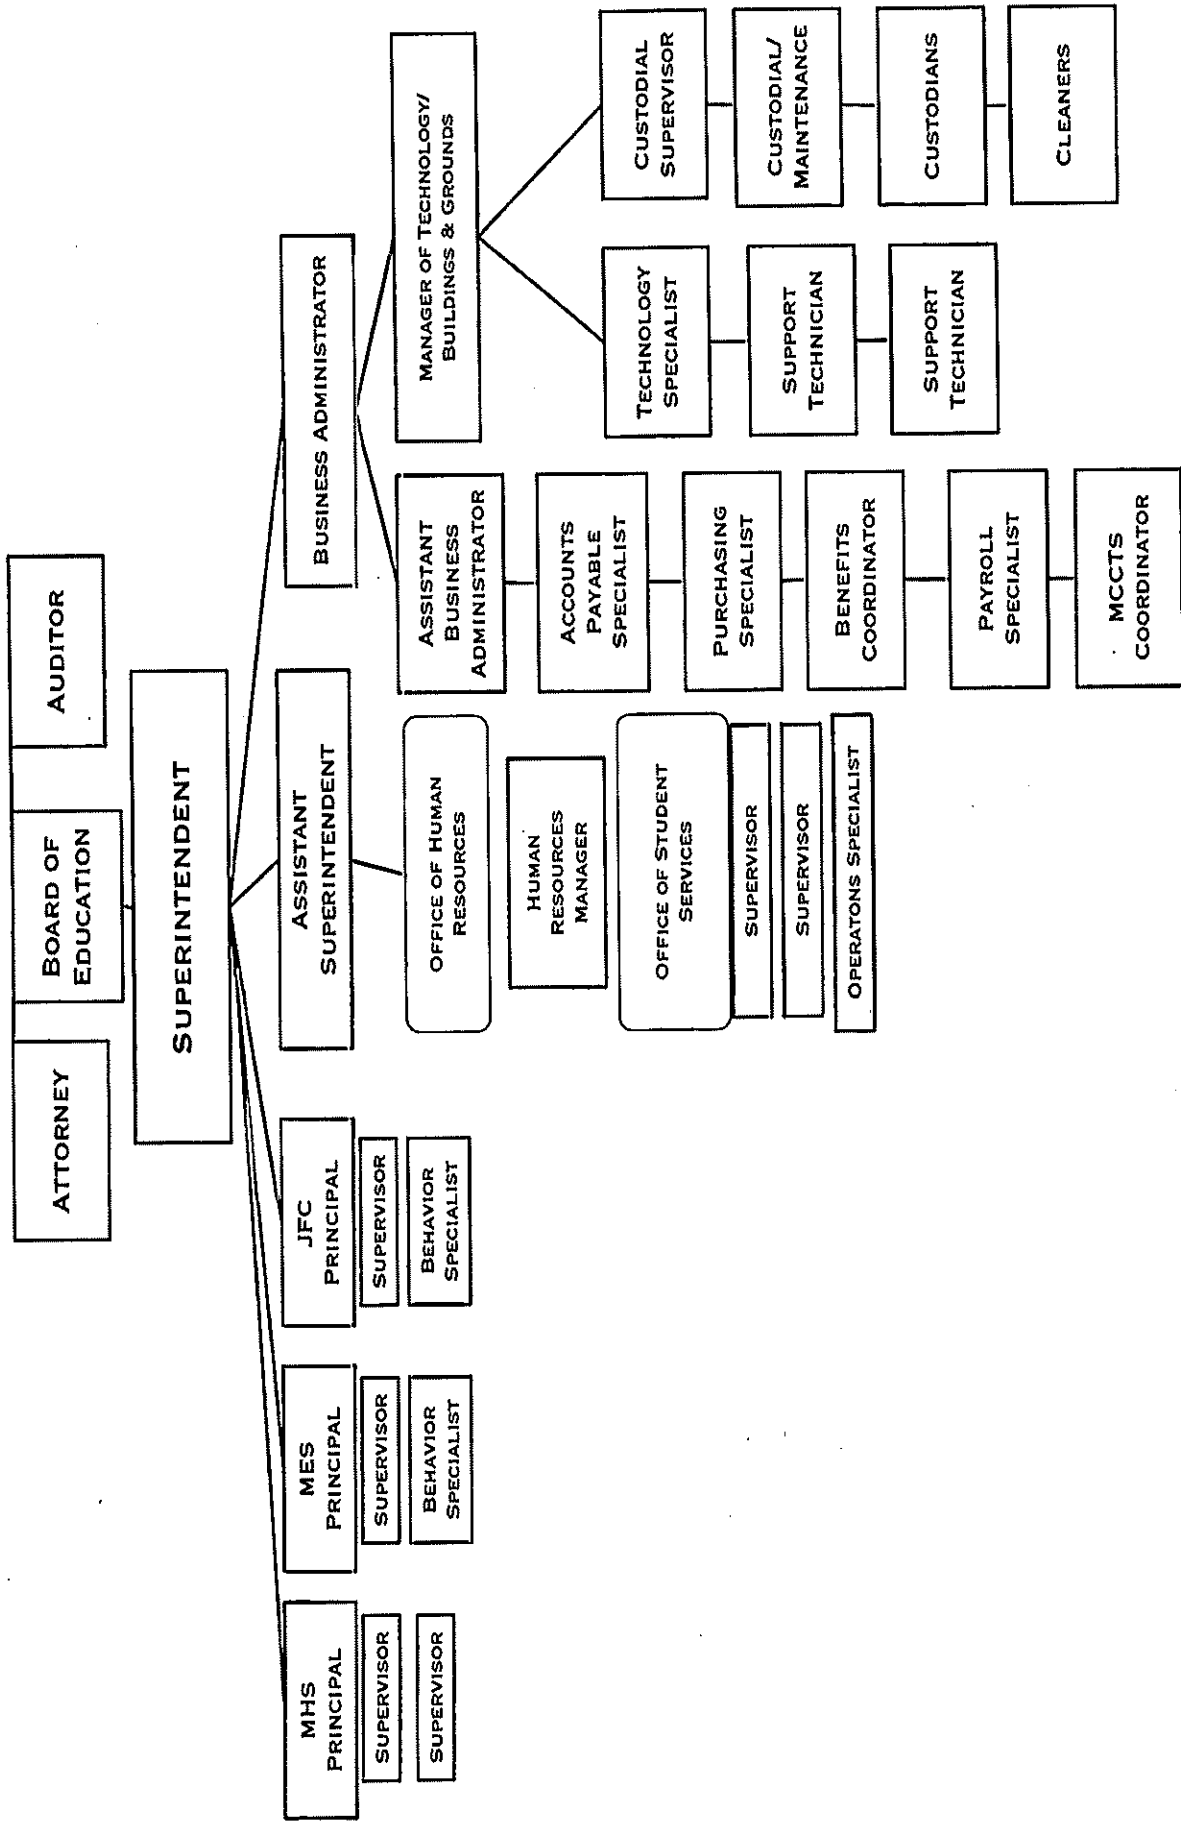 ATTORNEY
BOARD OF
EDUCATION
AUDITOR
SUPERINTENDENT
MHS
PRINCIPAL
SUPERVISOR
SUPERVISOR
MES
PRINCIPAL
SUPERVISOR
BEHAVIOR
SPECIALIST
JFC
PRINCIPAL
SUPERVISOR
BEHAVIOR
SPECIALIST
ASSISTANT
SUPERINTENDENT
OFFICE OF HUMAN
RESOURCES
HUMAN
RESOURCES
MANAGER
OFFICE OF STUDENT
SERVICES
SUPERVISOR
SUPERVISOR
OPERATONS SPECIALIST
BUSINESS ADMINISTRATOR
ASSISTANT
BUSINESS
ADMINISTRATOR
ACCOUNTS
PAYABLE
SPECIALIST
PURCHASING
SPECIALIST
BENEFITS
COORDINATOR
PAYROLL
SPECIALIST
MCCTS
COORDINATOR
MANAGER OF TECHNOLOGY/
BUILDINGS & GROUNDS
TECHNOLOGY
SPECIALIST
SUPPORT
TECHNICIAN
SUPPORT
TECHNICIAN
CUSTODIAL
SUPERVISOR
CUSTODIAL/
MAINTENANCE
CUSTODIANS
CLEANERS